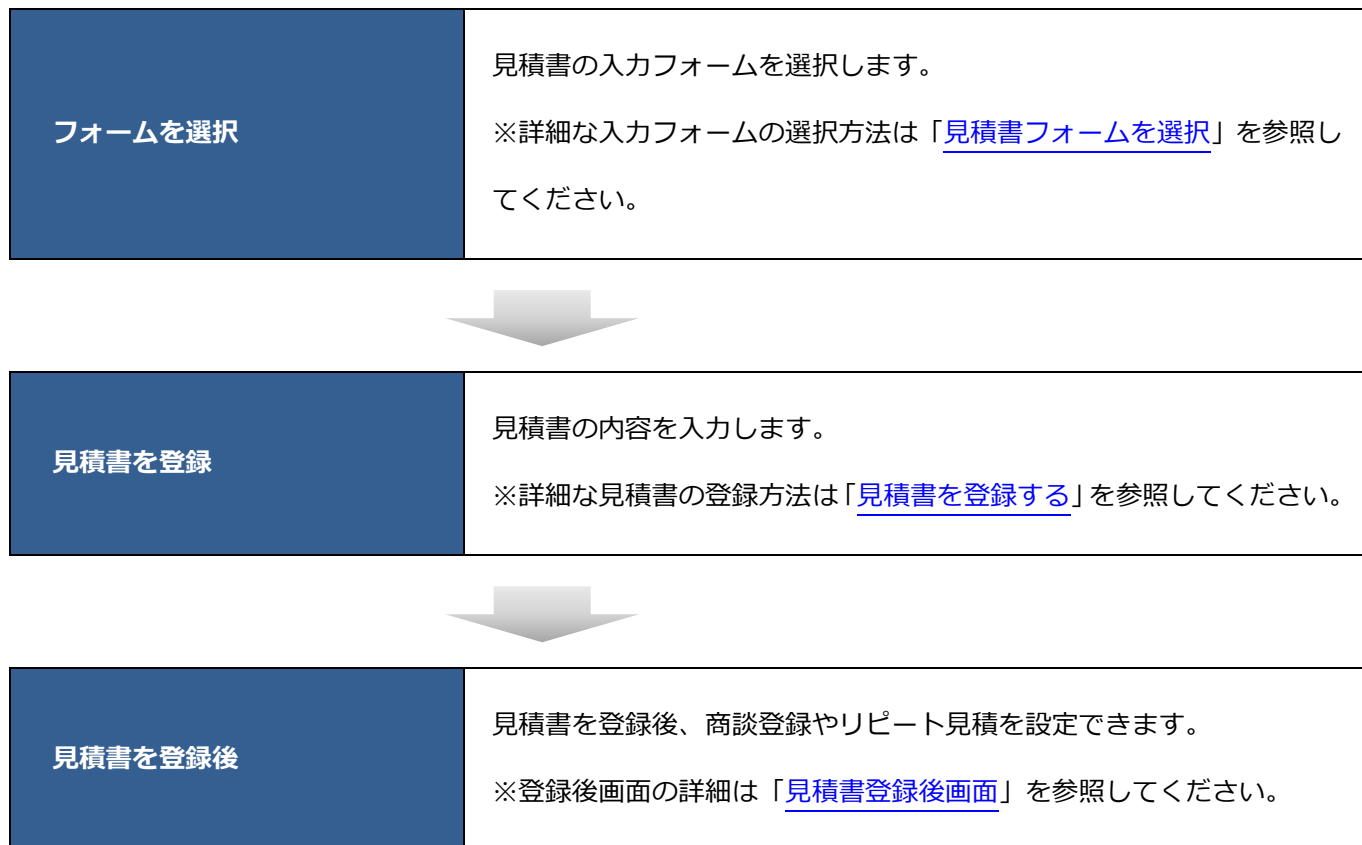 フォームを選択
見積書の入力フォームを選択します。
※詳細な入力フォームの選択方法は「見積書フォームを選択」を参照し
てください。
見積書を登録
見積書の内容を入力します。
※詳細な見積書の登録方法は「見積書を登録する」を参照してください。
見積書を登録後
見積書を登録後、商談登録やリピート見積を設定できます。
※登録後画面の詳細は「見積書登録後画面」を参照してください。